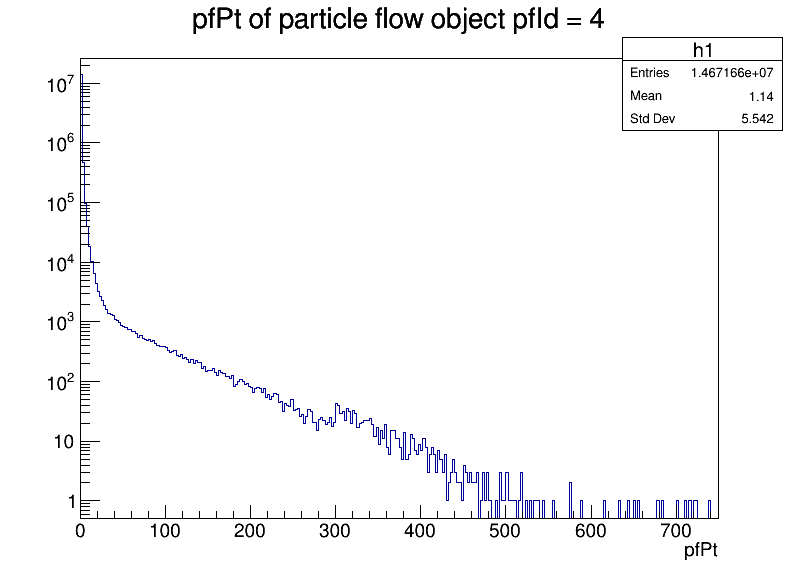 pfPt of particle flow object pfId = 4
h1
Entries 1.467166e+07
Mean 1.14
Std Dev 5.542
10^7
10^6
10^5
10^4
10^3
10^2
10
1
0 100 200 300 400 500 600 700
pfPt